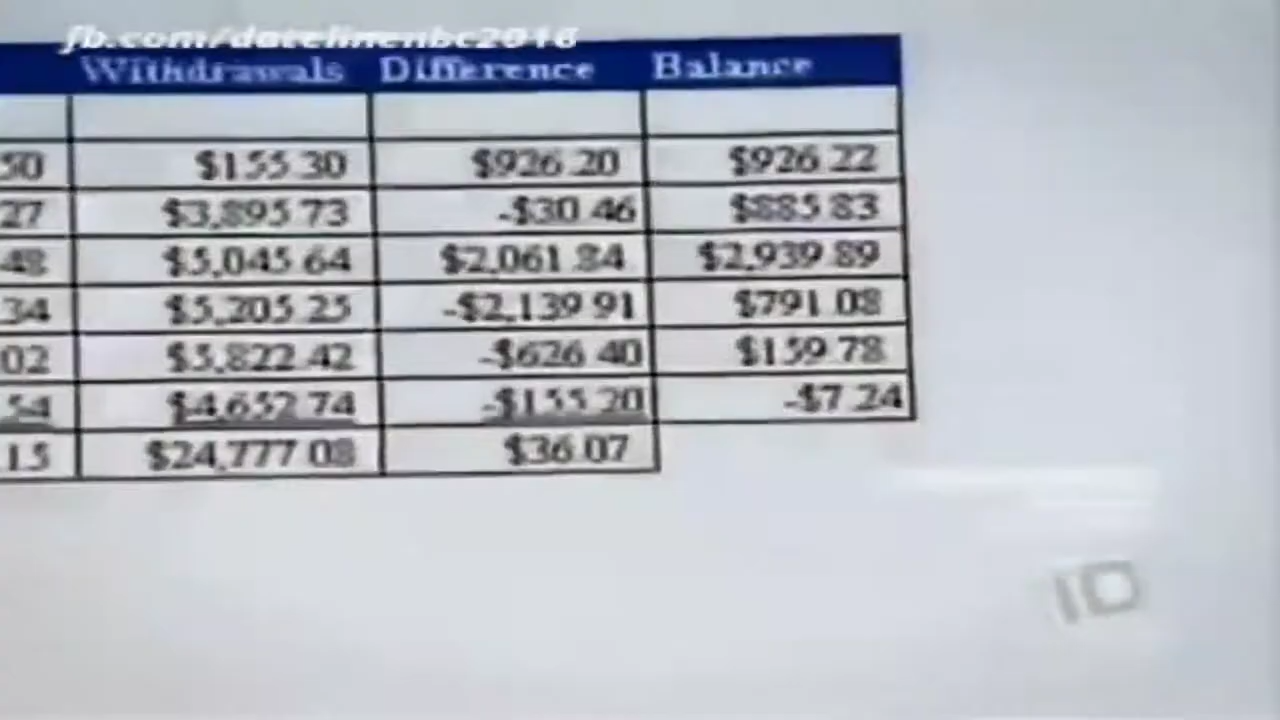 fb.com/datelinenbc2016
Withdrawals Difference Balance
50 $155.30 $926.20 $926.22
27 $3,895.73 -$30.46 $885.83
48 $5,045.64 $2,061.84 $2,939.89
34 $5,205.25 -$2,139.91 $791.08
02 $5,822.42 -$626.40 $159.78
54 $4,652.74 -$155.20 -$7.24
15 $24,777.08 $36.07
ID